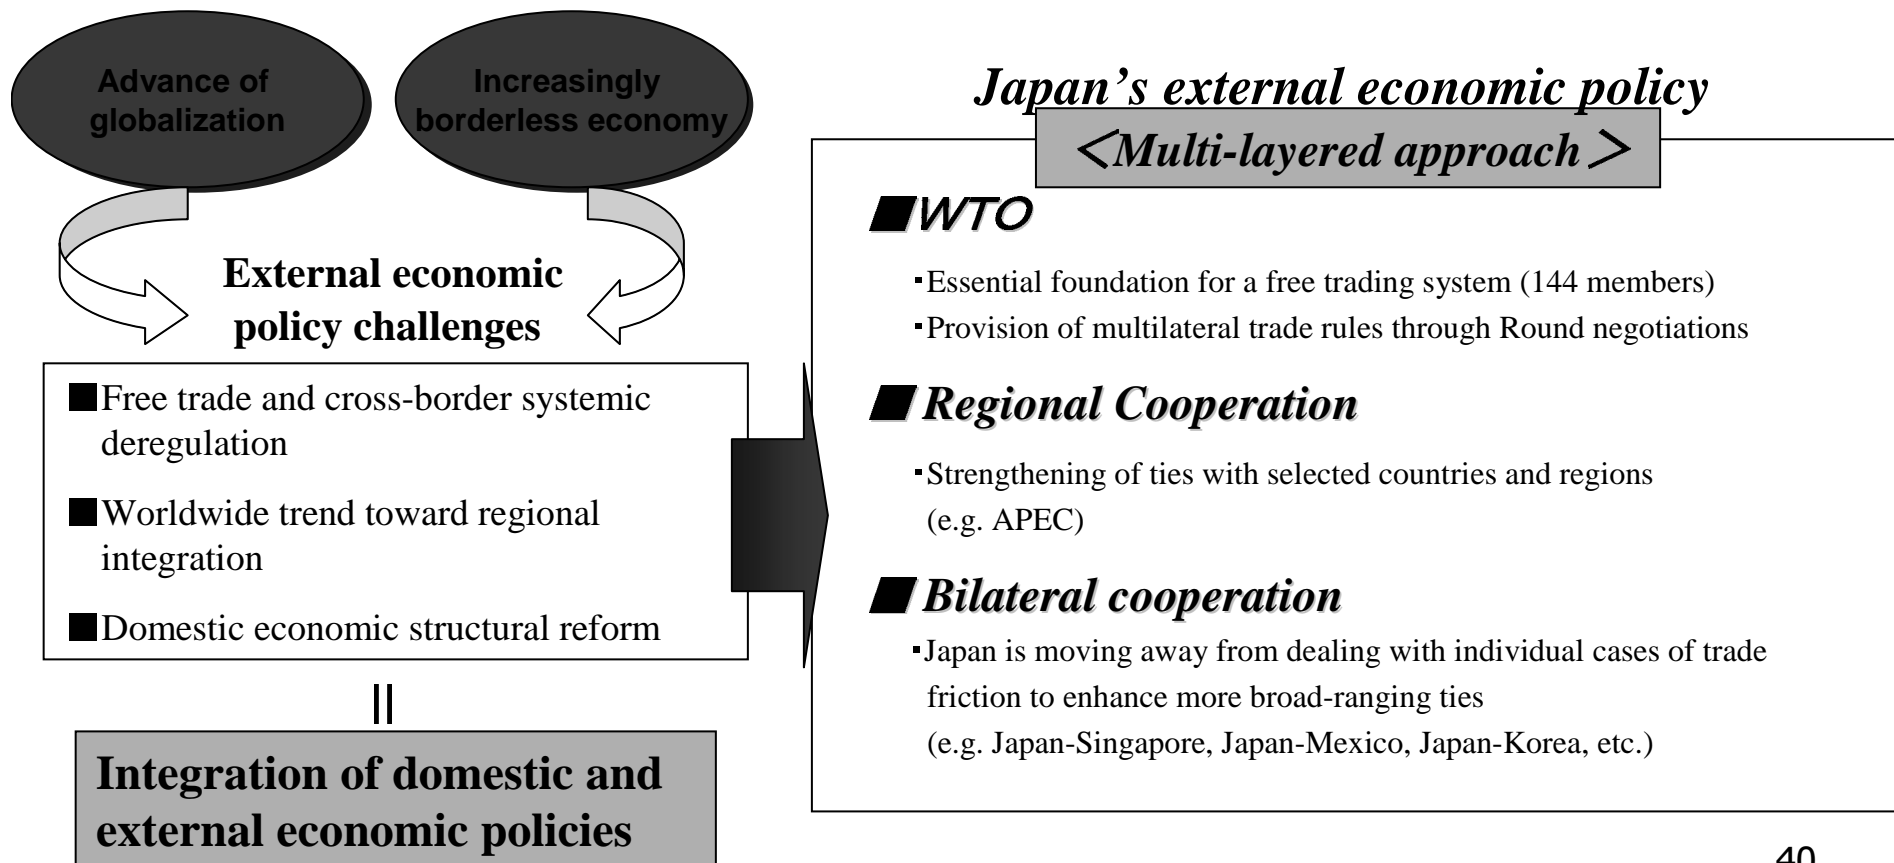 Advance of
globalization
Increasingly
borderless economy
External economic
policy challenges
■Free trade and cross-border systemic
deregulation
■Worldwide trend toward regional
integration
■Domestic economic structural reform
||
Integration of domestic and
external economic policies
Japan's external economic policy
＜Multi-layered approach＞
■WTO
･Essential foundation for a free trading system (144 members)
･Provision of multilateral trade rules through Round negotiations
■Regional Cooperation
･Strengthening of ties with selected countries and regions
(e.g. APEC)
■Bilateral cooperation
･Japan is moving away from dealing with individual cases of trade
friction to enhance more broad-ranging ties
(e.g. Japan-Singapore, Japan-Mexico, Japan-Korea, etc.)
40